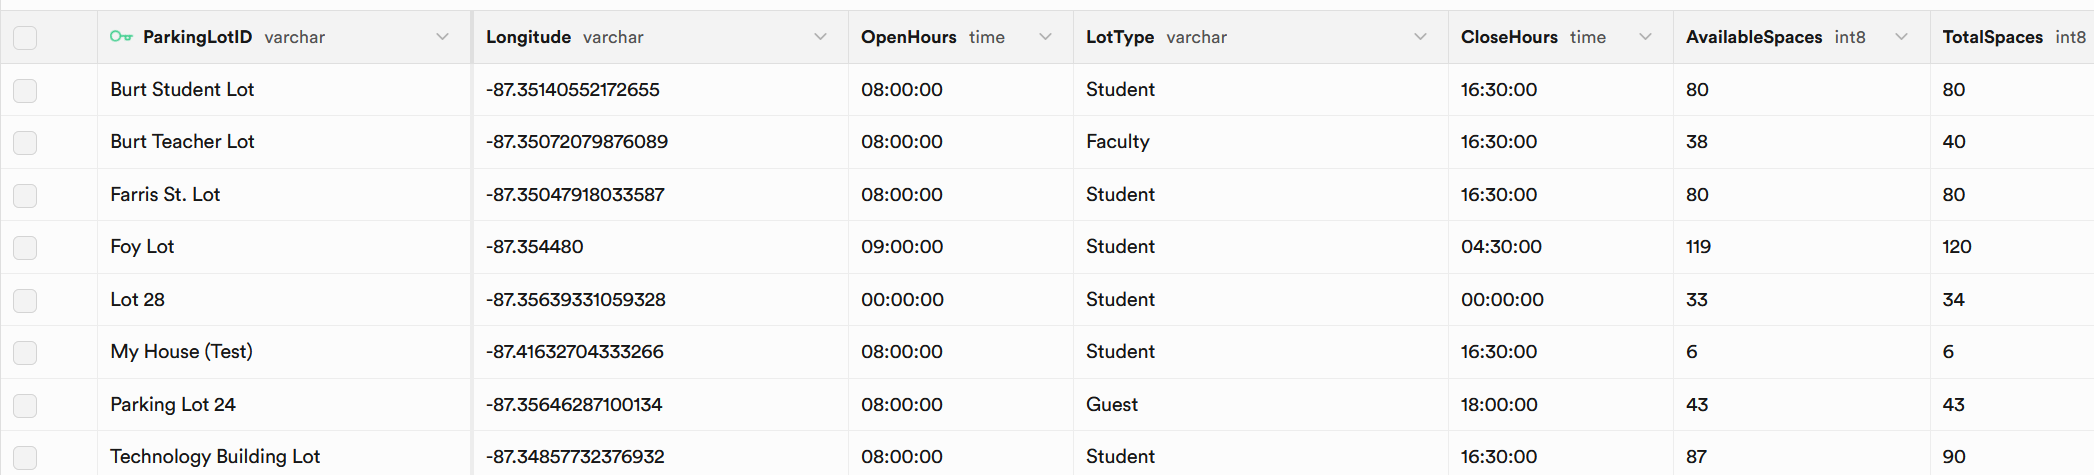 ParkingLotID varchar Longitude varchar OpenHours time LotType varchar CloseHours time AvailableSpaces int8 TotalSpaces int8
Burt Student Lot -87.35140552172655 08:00:00 Student 16:30:00 80 80
Burt Teacher Lot -87.35072079876089 08:00:00 Faculty 16:30:00 38 40
Farris St. Lot -87.35047918033587 08:00:00 Student 16:30:00 80 80
Foy Lot -87.354480 09:00:00 Student 04:30:00 119 120
Lot 28 -87.35639331059328 00:00:00 Student 00:00:00 33 34
My House (Test) -87.41632704333266 08:00:00 Student 16:30:00 6 6
Parking Lot 24 -87.35646287100134 08:00:00 Guest 18:00:00 43 43
Technology Building Lot -87.34857732376932 08:00:00 Student 16:30:00 87 90